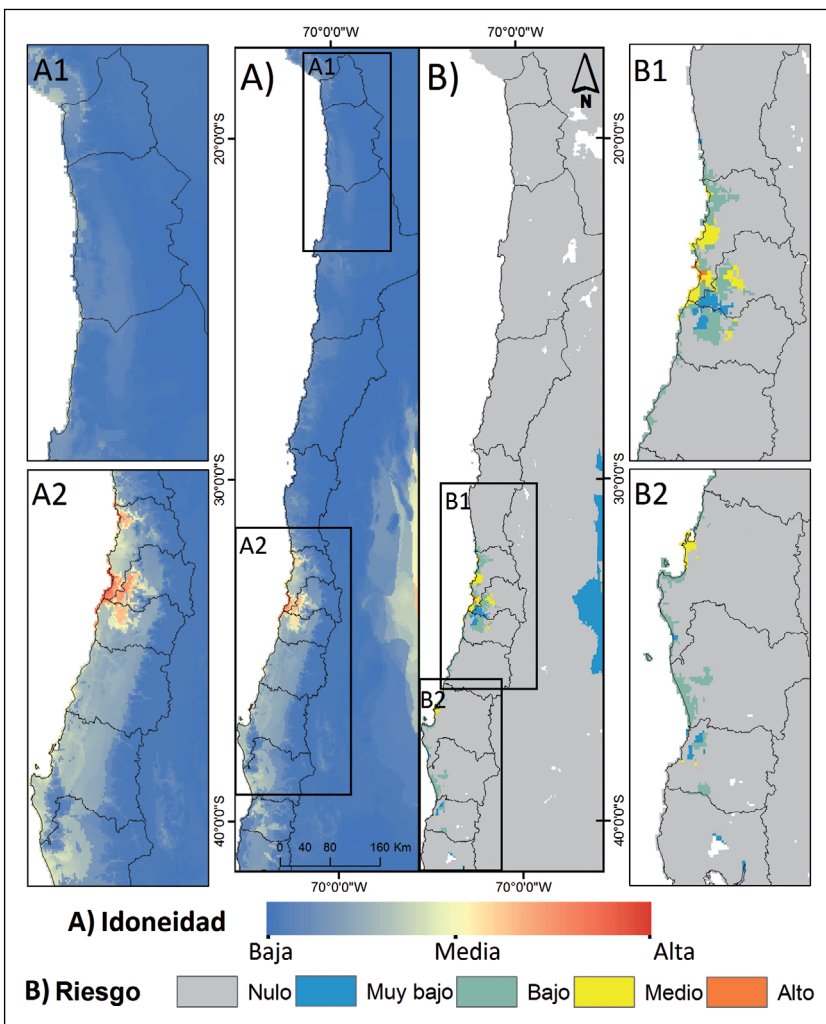 70°0'0"W
70°0'0"W
A1
A)
A1
B)
N
B1
20°0'0"S
20°0'0"S
30°0'0"S
30°0'0"S
A2
A2
B1
B2
B2
40°0'0"S
40°0'0"S
0 40 80 160 Km
70°0'0"W
70°0'0"W
A) Idoneidad
Baja Media Alta
B) Riesgo Nulo Muy bajo Bajo Medio Alto